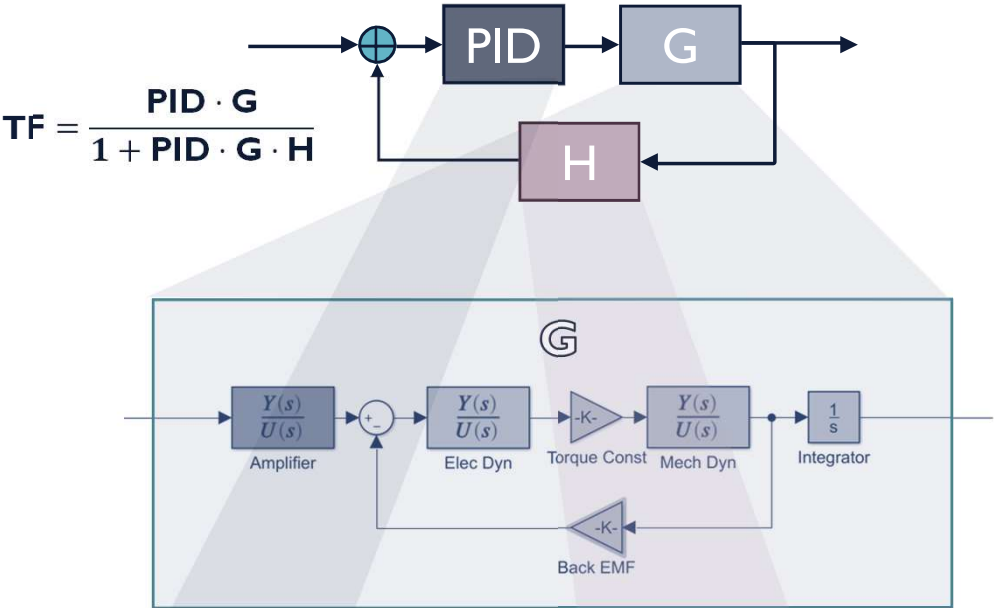 PID
G
TF = PID · G / 1 + PID · G · H
H
G
Y(s)
U(s)
Amplifier
+
−
Y(s)
U(s)
Elec Dyn
-K-
Torque Const
Y(s)
U(s)
Mech Dyn
1
s
Integrator
-K-
Back EMF